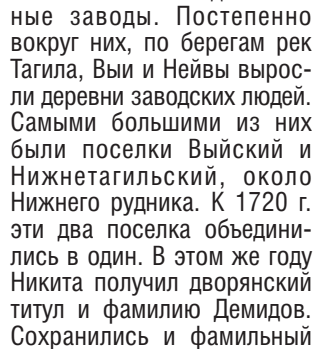 ные заводы. Постепенно
вокруг них, по берегам рек
Тагила, Выи и Нейвы вырос-
ли деревни заводских людей.
Самыми большими из них
были поселки Выйский и
Нижнетагильский, около
Нижнего рудника. К 1720 г.
эти два поселка объедини-
лись в один. В этом же году
Никита получил дворянский
титул и фамилию Демидов.
Сохранились и фамильный